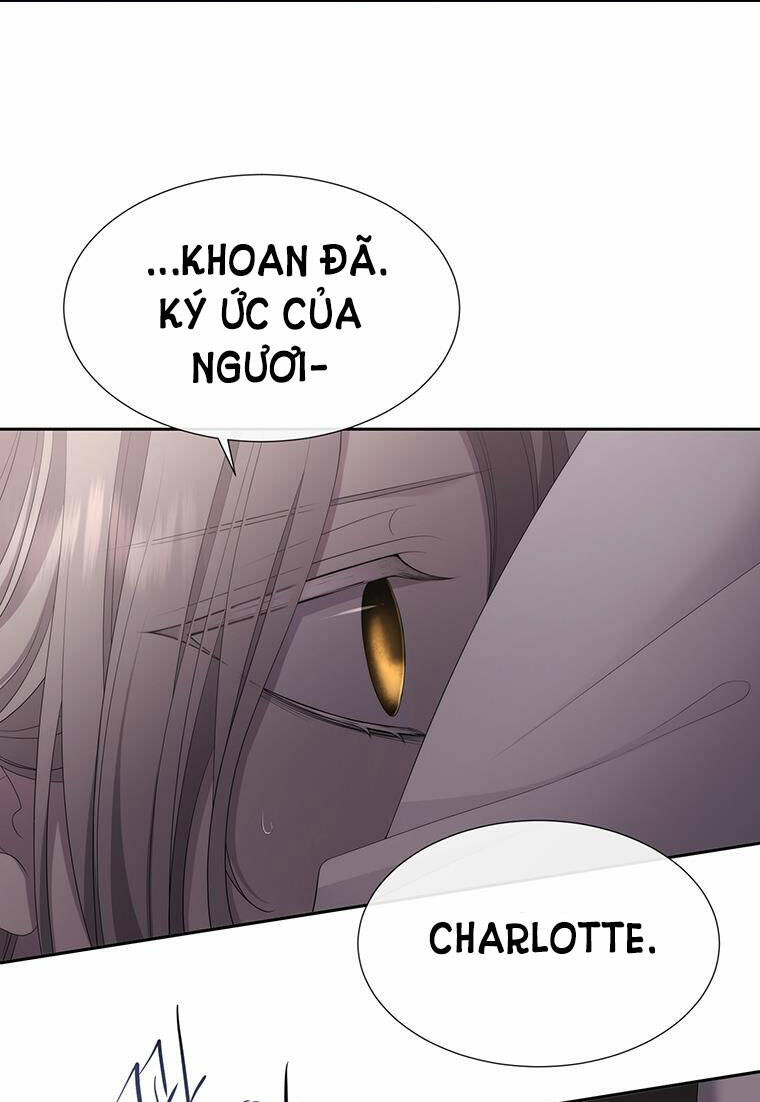 ...KHOAN ĐÃ.
KÝ ỨC CỦA
NGƯƠI-
CHARLOTTE.